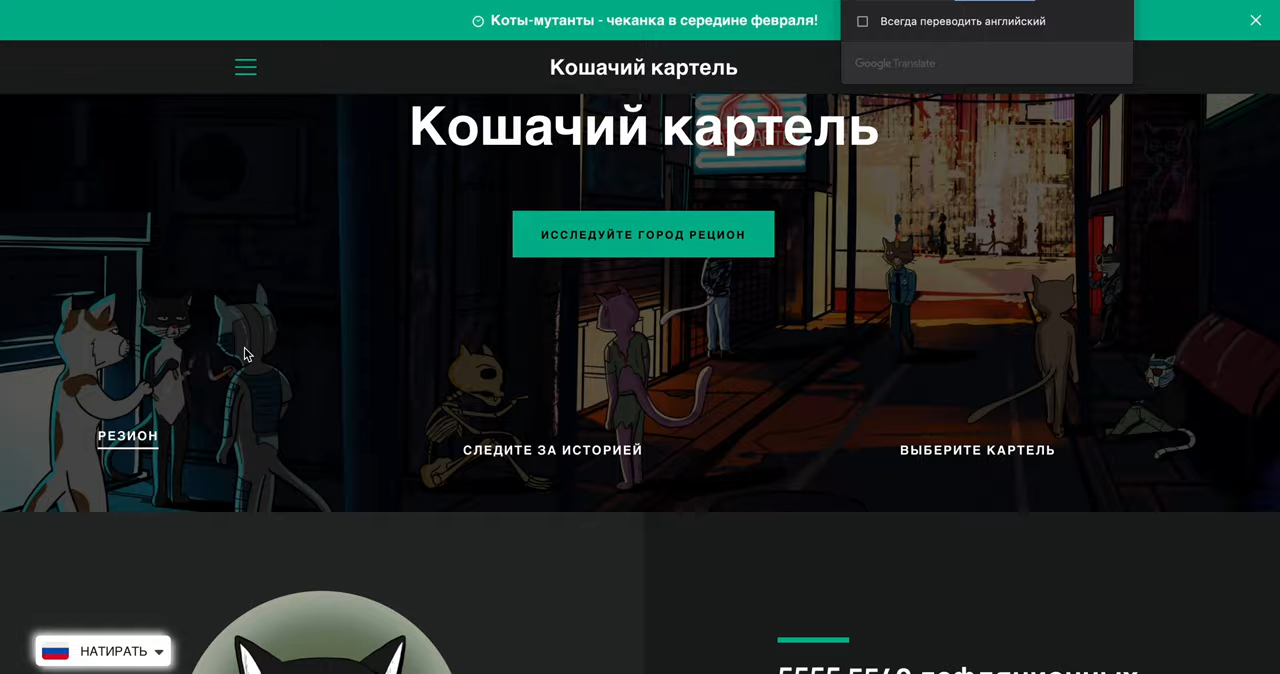 Коты-мутанты - чеканка в середине февраля!
Всегда переводить английский
Google Translate
Кошачий картель
Кошачий картель
ИССЛЕДУЙТЕ ГОРОД РЕЦИОН
РЕЗИОН
СЛЕДИТЕ ЗА ИСТОРИЕЙ
ВЫБЕРИТЕ КАРТЕЛЬ
НАТИРАТЬ